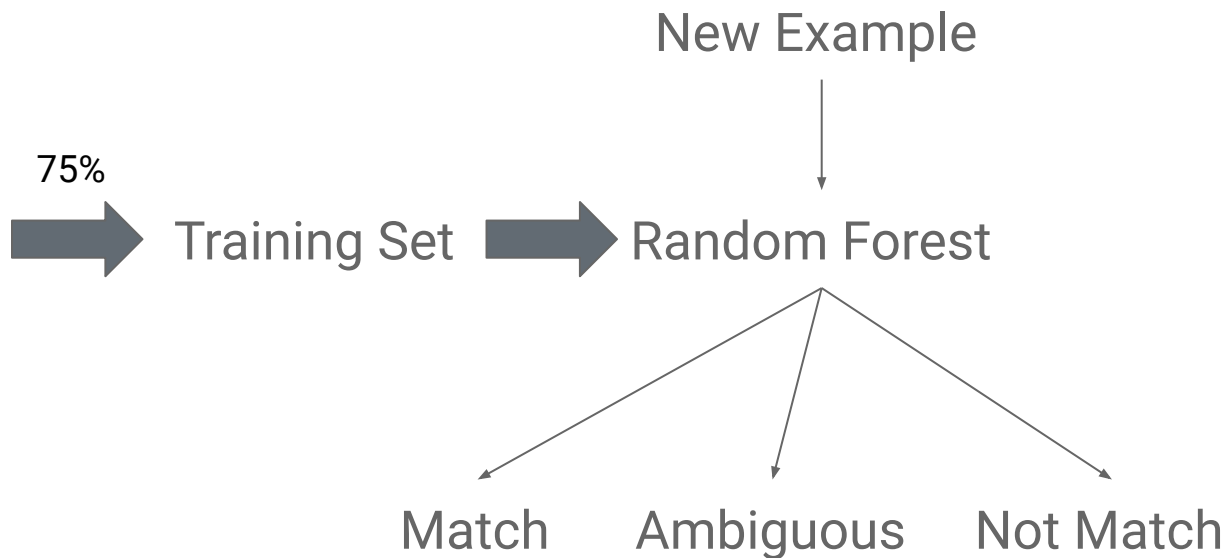 New Example
75%
Training Set
Random Forest
Match
Ambiguous
Not Match